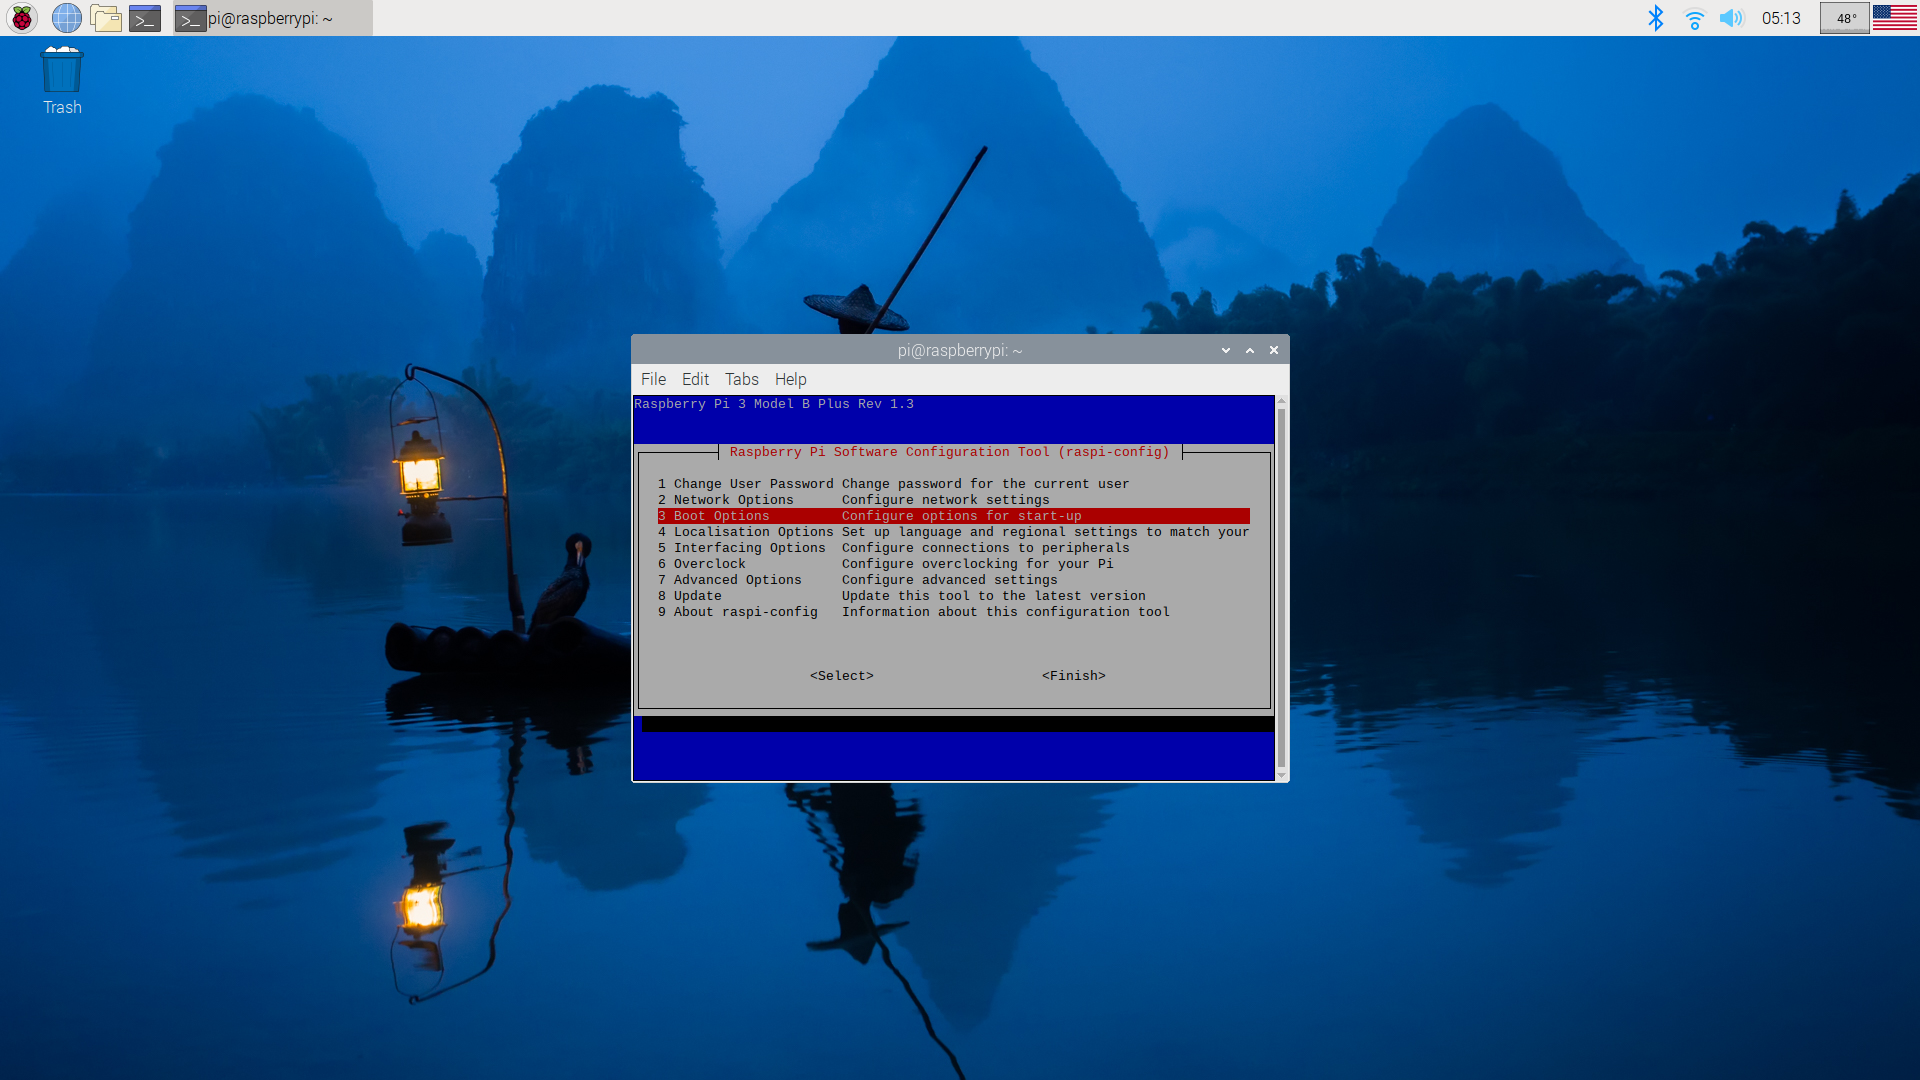 pi@raspberrypi: ~
05:13
48°
Trash
pi@raspberrypi: ~
File Edit Tabs Help
Raspberry Pi 3 Model B Plus Rev 1.3
Raspberry Pi Software Configuration Tool (raspi-config)
1 Change User Password Change password for the current user
2 Network Options Configure network settings
3 Boot Options Configure options for start-up
4 Localisation Options Set up language and regional settings to match your
5 Interfacing Options Configure connections to peripherals
6 Overclock Configure overclocking for your Pi
7 Advanced Options Configure advanced settings
8 Update Update this tool to the latest version
9 About raspi-config Information about this configuration tool
<Select> <Finish>